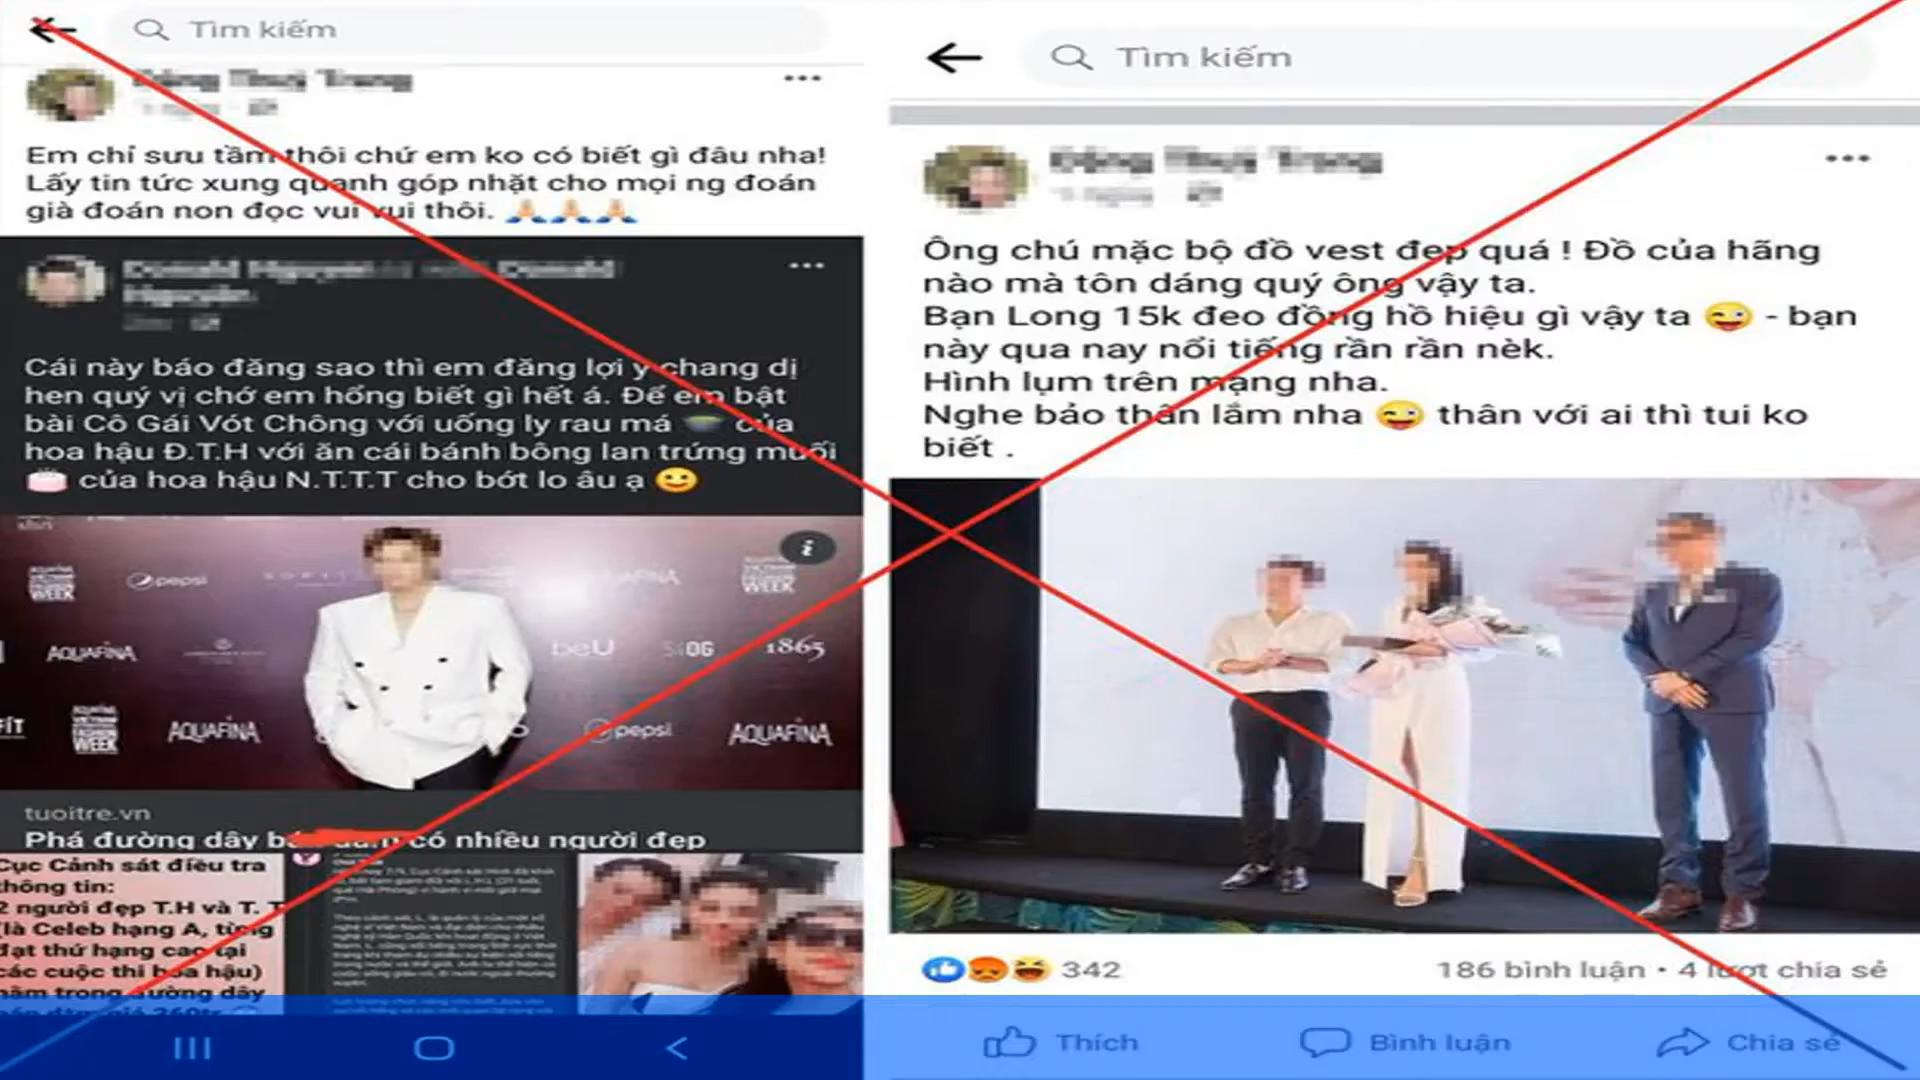 Tìm kiếm
Em chỉ sưu tầm thôi chứ em ko có biết gì đâu nha!
Lấy tin tức xung quanh góp nhặt cho mọi ng đoán
già đoán non đọc vui vui thôi. 🙏🙏🙏
Cái này báo đăng sao thì em đăng lợi y chang dị
hen quý vị chớ em hổng biết gì hết á. Để em bật
bài Cô Gái Vót Chông với uống ly rau má 🍵 của
hoa hậu Đ.T.H với ăn cái bánh bông lan trứng muối
🍰 của hoa hậu N.T.T.T cho bớt lo âu ạ 😉
pepsi
AQUAFINA
FASHION
WEEK
AQUAFINA
beU
1865
FASHION
WEEK
AQUAFINA
pepsi
AQUAFINA
tuoitre.vn
Phá đường dây có nhiều người đẹp
Cục Cảnh sát điều tra
thông tin:
2 người đẹp T.H và T. T
(là Celeb hạng A, từng
đạt thứ hạng cao tại
các cuộc thi hoa hậu)
nằm trong đường dây
Tìm kiếm
Ông chú mặc bộ đồ vest đẹp quá ! Đồ của hãng
nào mà tôn dáng quý ông vậy ta.
Bạn Long 15k đeo đồng hồ hiệu gì vậy ta 😜 - bạn
này qua nay nổi tiếng rần rần nèk.
Hình lụm trên mạng nha.
Nghe bảo thân lắm nha 😜 thân với ai thì tui ko
biết .
342
186 bình luận • 4 lượt chia sẻ
Thích
Bình luận
Chia sẻ